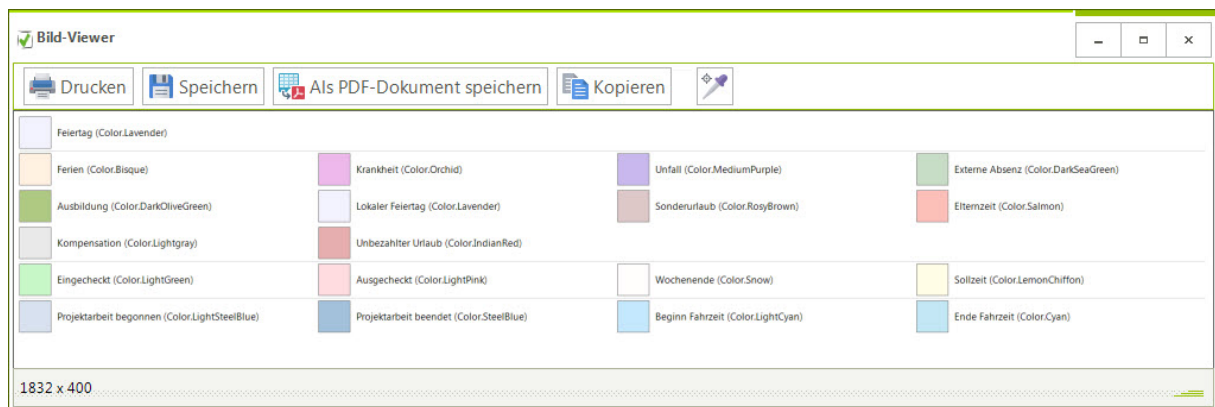 Bild-Viewer
Drucken Speichern Als PDF-Dokument speichern Kopieren
Feiertag (Color.Lavender)
Ferien (Color.Bisque) Krankheit (Color.Orchid) Unfall (Color.MediumPurple) Externe Absenz (Color.DarkSeaGreen)
Ausbildung (Color.DarkOliveGreen) Lokaler Feiertag (Color.Lavender) Sonderurlaub (Color.RosyBrown) Elternzeit (Color.Salmon)
Kompensation (Color.Lightgray) Unbezahlter Urlaub (Color.IndianRed)
Eingecheckt (Color.LightGreen) Ausgecheckt (Color.LightPink) Wochenende (Color.Snow) Sollzeit (Color.LemonChiffon)
Projektarbeit begonnen (Color.LightSteelBlue) Projektarbeit beendet (Color.SteelBlue) Beginn Fahrzeit (Color.LightCyan) Ende Fahrzeit (Color.Cyan)
1832 x 400